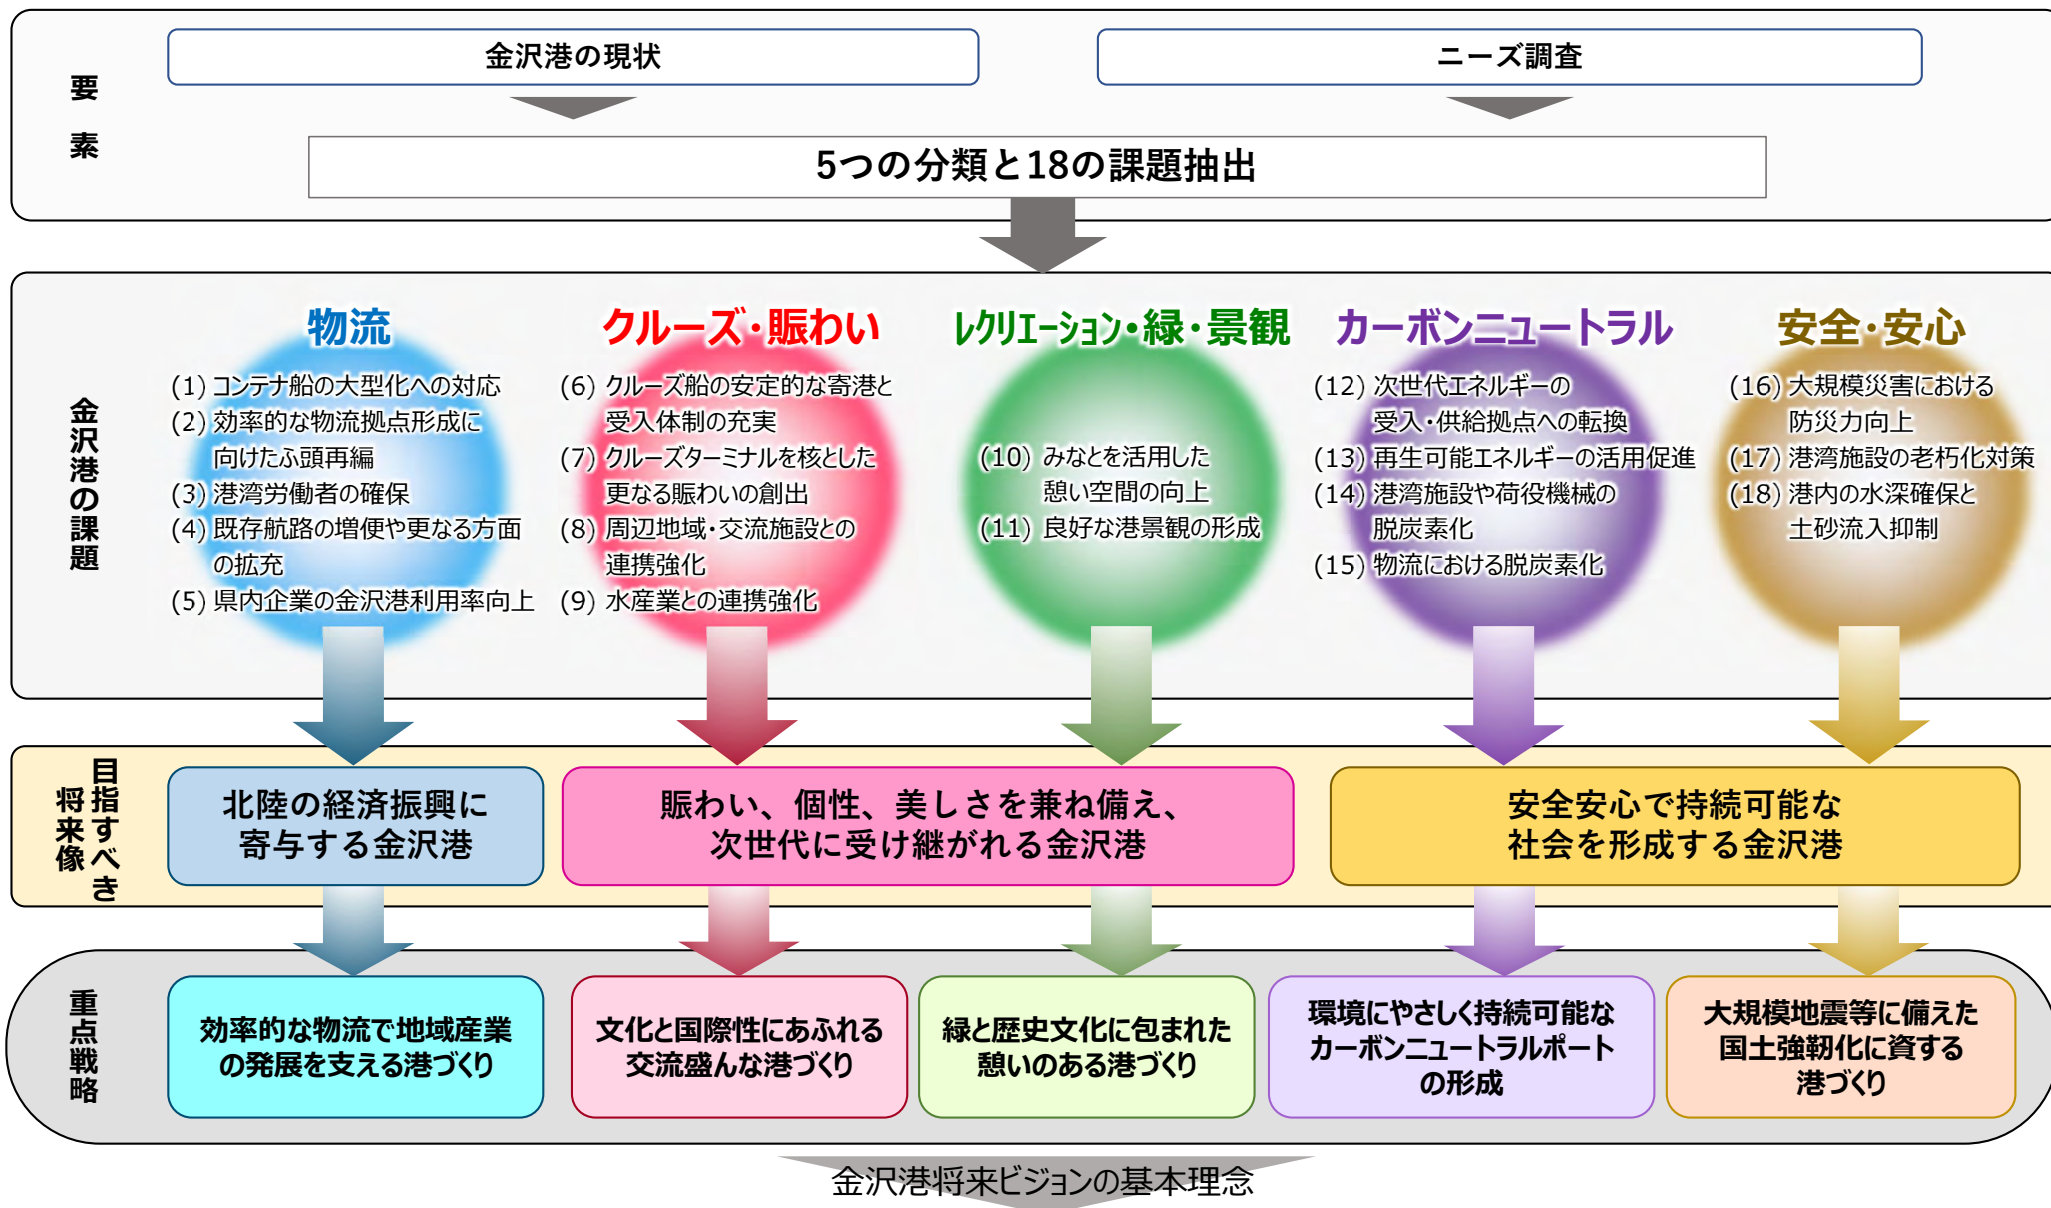 要素
金沢港の現状
ニーズ調査
5つの分類と18の課題抽出
金沢港の課題
物流
(1) コンテナ船の大型化への対応
(2) 効率的な物流拠点形成に
向けたふ頭再編
(3) 港湾労働者の確保
(4) 既存航路の増便や更なる方面
の拡充
(5) 県内企業の金沢港利用率向上
クルーズ・賑わい
(6) クルーズ船の安定的な寄港と
受入体制の充実
(7) クルーズターミナルを核とした
更なる賑わいの創出
(8) 周辺地域・交流施設との
連携強化
(9) 水産業との連携強化
レクリエーション・緑・景観
(10) みなとを活用した
憩い空間の向上
(11) 良好な港景観の形成
カーボンニュートラル
(12) 次世代エネルギーの
受入・供給拠点への転換
(13) 再生可能エネルギーの活用促進
(14) 港湾施設や荷役機械の
脱炭素化
(15) 物流における脱炭素化
安全・安心
(16) 大規模災害における
防災力向上
(17) 港湾施設の老朽化対策
(18) 港内の水深確保と
土砂流入抑制
目指すべき
将来像
北陸の経済振興に
寄与する金沢港
賑わい、個性、美しさを兼ね備え、
次世代に受け継がれる金沢港
安全安心で持続可能な
社会を形成する金沢港
重点戦略
効率的な物流で地域産業
の発展を支える港づくり
文化と国際性にあふれる
交流盛んな港づくり
緑と歴史文化に包まれた
憩いのある港づくり
環境にやさしく持続可能な
カーボンニュートラルポート
の形成
大規模地震等に備えた
国土強靭化に資する
港づくり
金沢港将来ビジョンの基本理念